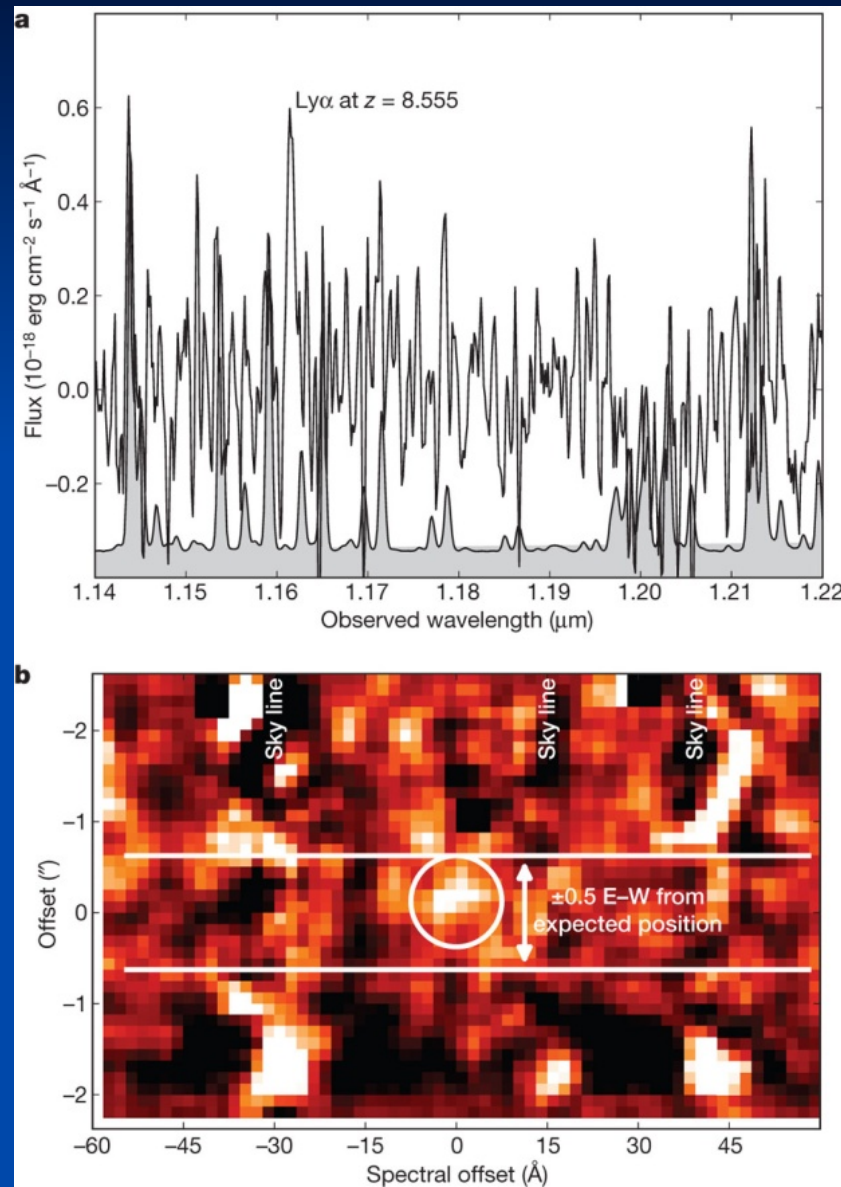 a
Lyα at z = 8.555
0.6
0.4
0.2
0.0
−0.2
Flux (10⁻¹⁸ erg cm⁻² s⁻¹ Å⁻¹)
1.14 1.15 1.16 1.17 1.18 1.19 1.20 1.21 1.22
Observed wavelength (μm)
b
Sky line
Sky line
Sky line
−2
−1
0
−1
−2
Offset (″)
±0.5 E–W from
expected position
−60 −45 −30 −15 0 15 30 45
Spectral offset (Å)